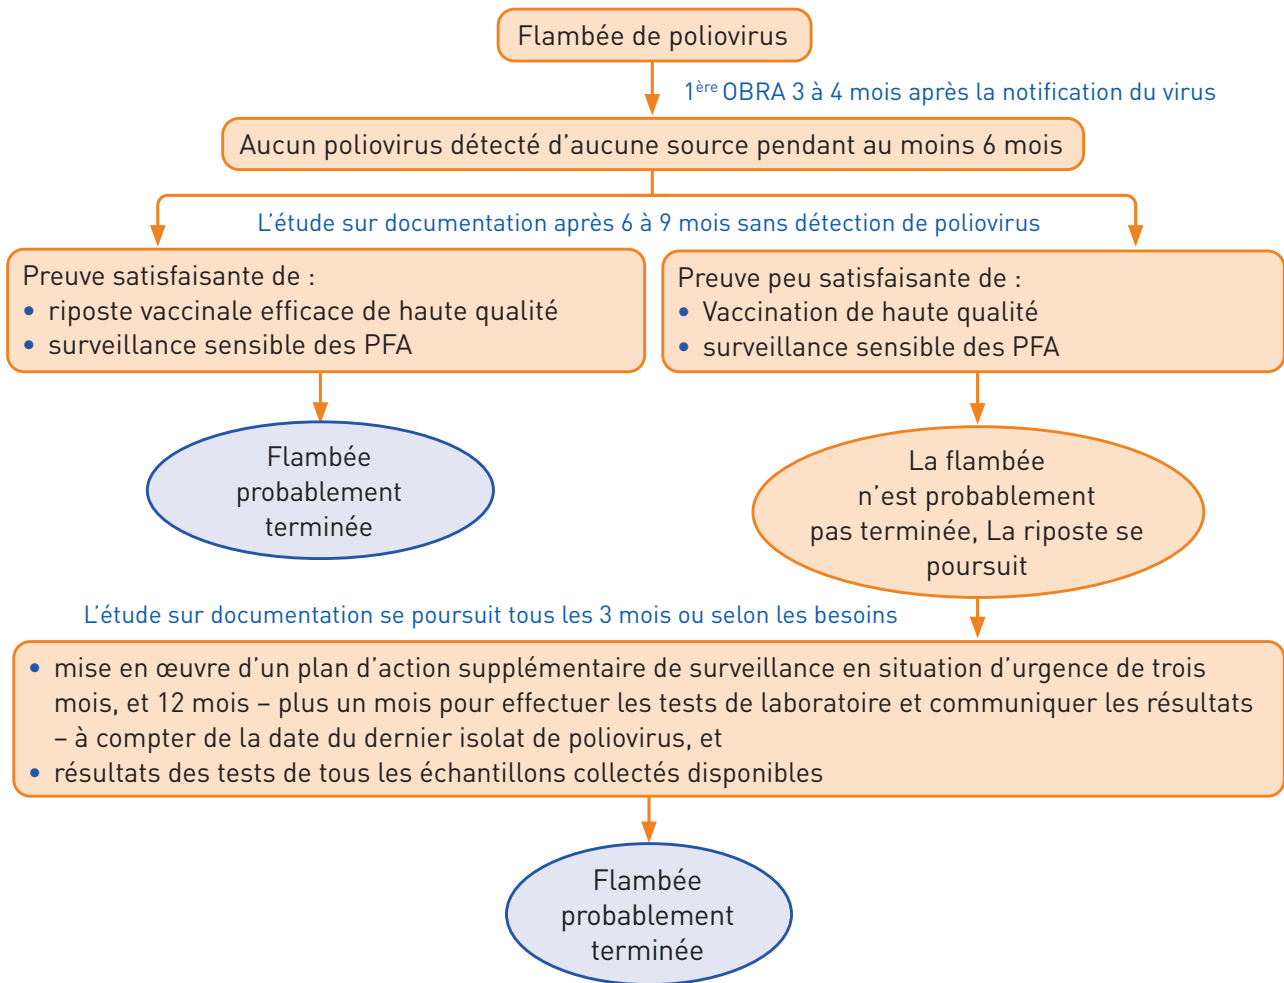 Flambée de poliovirus
1ère OBRA 3 à 4 mois après la notification du virus
Aucun poliovirus détecté d’aucune source pendant au moins 6 mois
L’étude sur documentation après 6 à 9 mois sans détection de poliovirus
Preuve satisfaisante de :
• riposte vaccinale efficace de haute qualité
• surveillance sensible des PFA
Preuve peu satisfaisante de :
• Vaccination de haute qualité
• surveillance sensible des PFA
Flambée
probablement
terminée
La flambée
n’est probablement
pas terminée, La riposte se
poursuit
L’étude sur documentation se poursuit tous les 3 mois ou selon les besoins
• mise en œuvre d’un plan d’action supplémentaire de surveillance en situation d’urgence de trois
mois, et 12 mois – plus un mois pour effectuer les tests de laboratoire et communiquer les résultats
– à compter de la date du dernier isolat de poliovirus, et
• résultats des tests de tous les échantillons collectés disponibles
Flambée
probablement
terminée